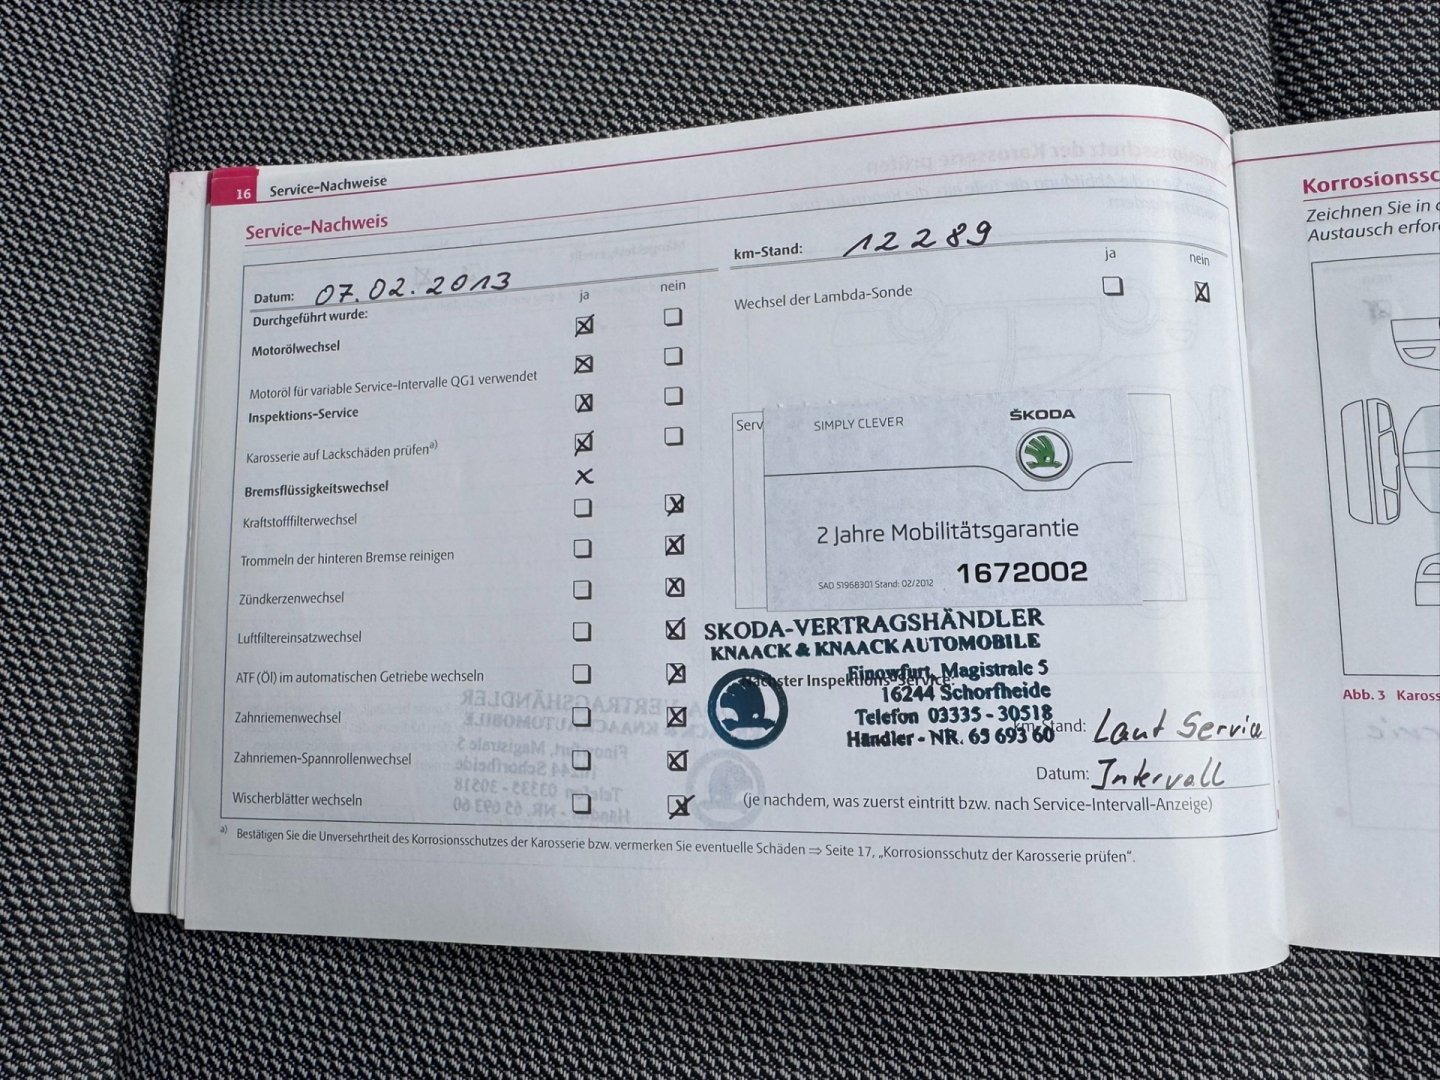 16 Service-Nachweise
Service-Nachweis
Datum: 07.02.2013
km-Stand: 12289
ja nein
ja nein
Durchgeführt wurde:
Wechsel der Lambda-Sonde
Motorölwechsel
Motoröl für variable Service-Intervalle QG1 verwendet
Inspektions-Service
Karosserie auf Lackschäden prüfen a)
Bremsflüssigkeitswechsel
Kraftstofffilterwechsel
Trommeln der hinteren Bremse reinigen
Zündkerzenwechsel
Luftfiltereinsatzwechsel
ATF (Öl) im automatischen Getriebe wechseln
Zahnriemenwechsel
Zahnriemen-Spannrollenwechsel
Wischerblätter wechseln
Serv
SIMPLY CLEVER
ŠKODA
2 Jahre Mobilitätsgarantie
SAD 51968301 Stand: 02/2012 1672002
SKODA-VERTRAGSHÄNDLER
KNAACK & KNAACK AUTOMOBILE
Finowfurt, Magistrale 5
Nächster Inspektions-Service:
16244 Schorfheide
Telefon 03335-30518
Händler-NR. 65 693 60
km-Stand: Laut Service
Datum: Intervall
(je nachdem, was zuerst eintritt bzw. nach Service-Intervall-Anzeige)
a) Bestätigen Sie die Unversehrtheit des Korrosionsschutzes der Karosserie bzw. vermerken Sie eventuelle Schäden ⇒ Seite 17, „Korrosionsschutz der Karosserie prüfen“.
Korrosionssc
Zeichnen Sie in
Austausch erfor
Abb. 3 Kaross